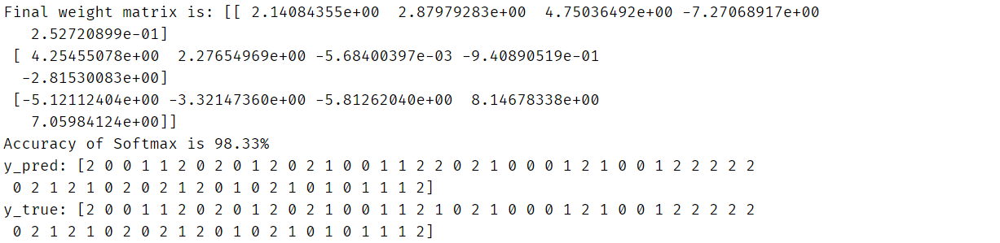 Final weight matrix is: [[ 2.14084355e+00  2.87979283e+00  4.75036492e+00 -7.27068917e+00
   2.52720899e-01]
 [ 4.25455078e+00  2.27654969e+00 -5.68400397e-03 -9.40890519e-01
  -2.81530083e+00]
 [-5.12112404e+00 -3.32147360e+00 -5.81262040e+00  8.14678338e+00
   7.05984124e+00]]
Accuracy of Softmax is 98.33%
y_pred: [2 0 0 1 1 2 0 2 0 1 2 0 2 1 0 0 1 1 2 2 0 2 1 0 0 0 1 2 1 0 0 1 2 2 2 2 2
 0 2 1 2 1 0 2 0 2 1 2 0 1 0 2 1 0 1 0 1 1 1 2]
y_true: [2 0 0 1 1 2 0 2 0 1 2 0 2 1 0 0 1 1 2 1 0 2 1 0 0 0 1 2 1 0 0 1 2 2 2 2 2
 0 2 1 2 1 0 2 0 2 1 2 0 1 0 2 1 0 1 0 1 1 1 2]